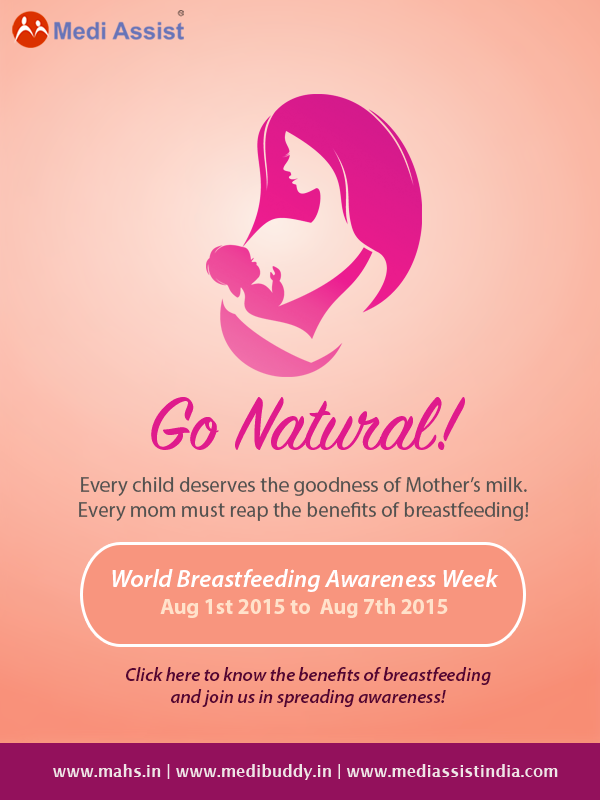 Medi Assist®
Go Natural!
Every child deserves the goodness of Mother's milk.
Every mom must reap the benefits of breastfeeding!
World Breastfeeding Awareness Week
Aug 1st 2015 to Aug 7th 2015
Click here to know the benefits of breastfeeding
and join us in spreading awareness!
www.mahs.in | www.medibuddy.in | www.mediassistindia.com